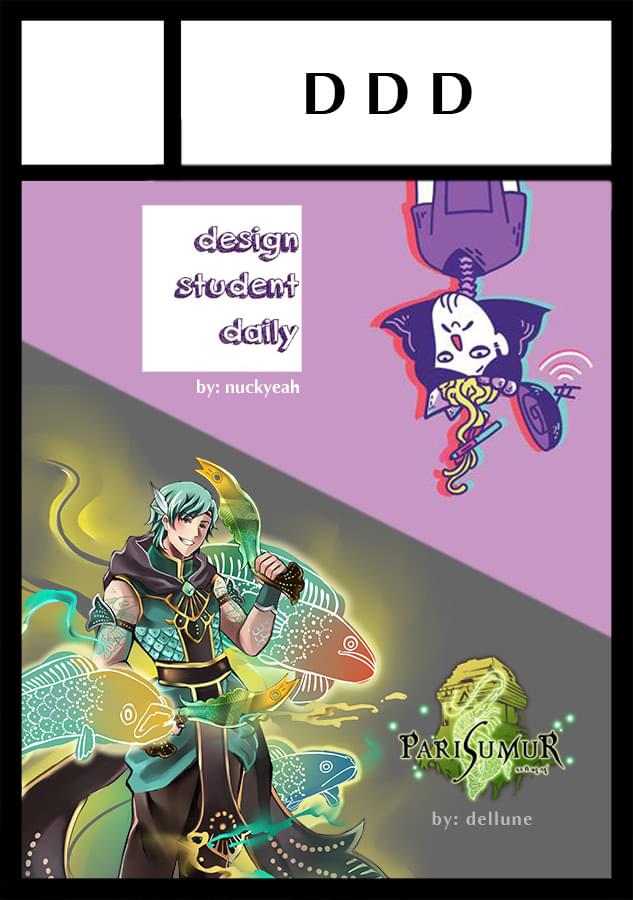 D D D
design
student
daily
by: nuckyeah
PARISUMUR
by: dellune